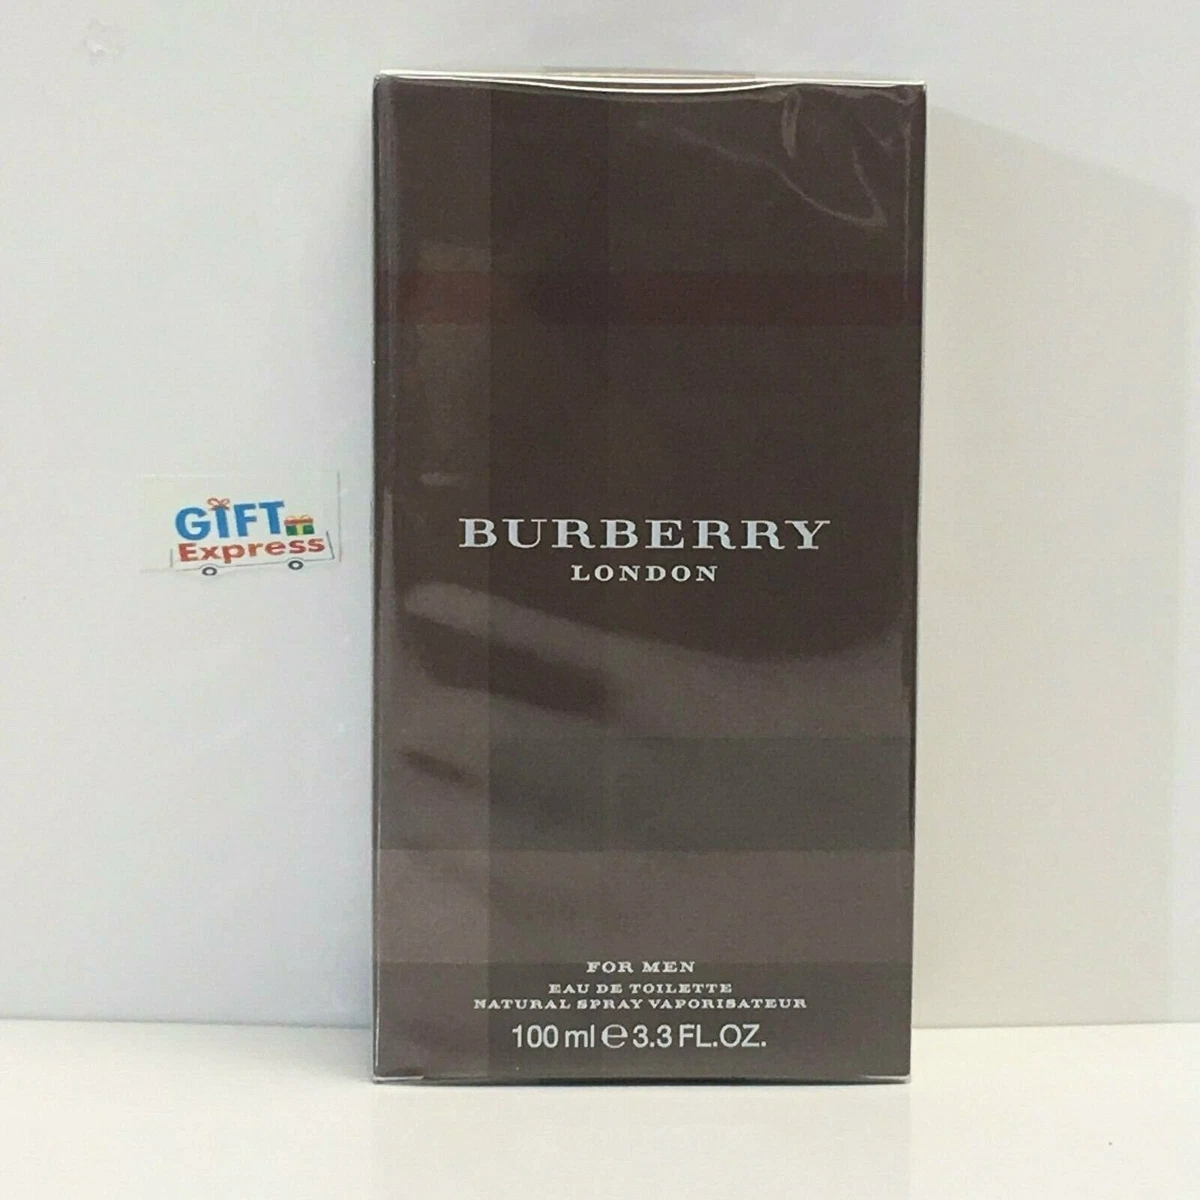 GIFT
Express
BURBERRY
LONDON
FOR MEN
EAU DE TOILETTE
NATURAL SPRAY VAPORISATEUR
100 ml e 3.3 FL.OZ.